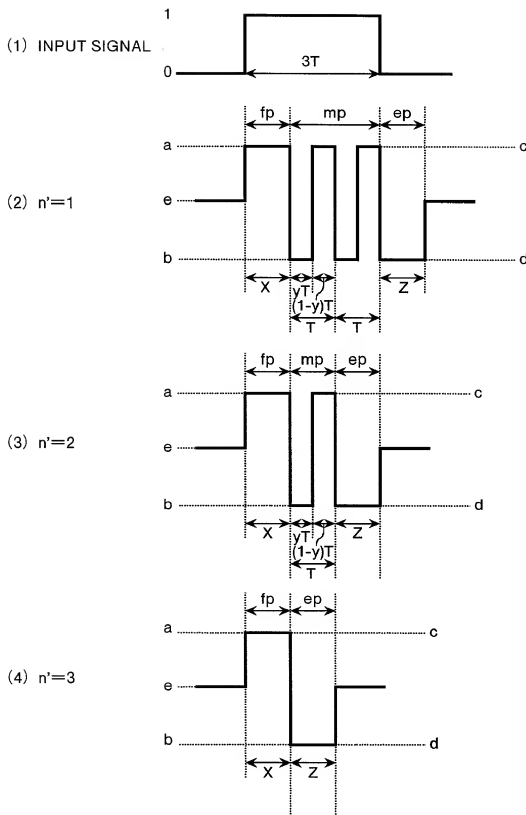 1
(1) INPUT SIGNAL
3T
0
fp mp ep
a c
(2) n'=1
e
b d
X yT Z
(1-y)T
T T
fp mp ep
a c
(3) n'=2
e
b d
X yT Z
(1-y)T
T
fp ep
a c
(4) n'=3
e
b d
X Z